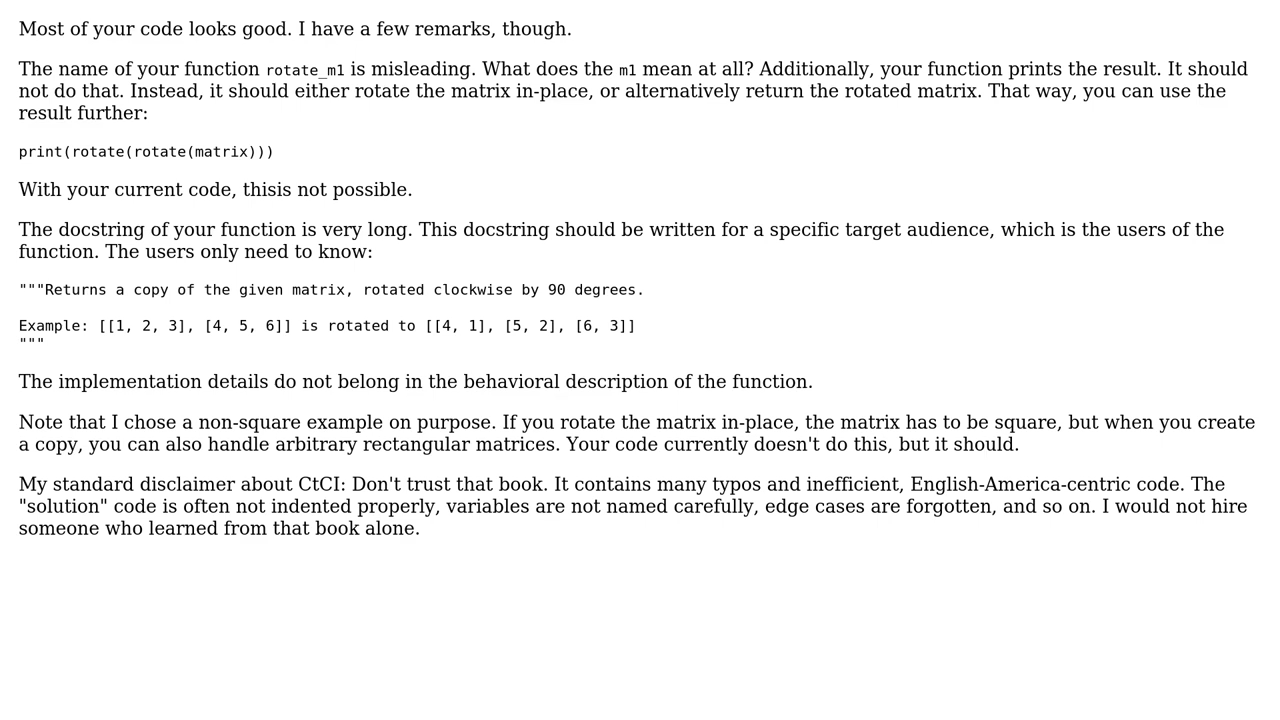 Most of your code looks good. I have a few remarks, though.
The name of your function rotate_m1 is misleading. What does the m1 mean at all? Additionally, your function prints the result. It should
not do that. Instead, it should either rotate the matrix in-place, or alternatively return the rotated matrix. That way, you can use the
result further:
print(rotate(rotate(matrix)))
With your current code, thisis not possible.
The docstring of your function is very long. This docstring should be written for a specific target audience, which is the users of the
function. The users only need to know:
"""Returns a copy of the given matrix, rotated clockwise by 90 degrees.
Example: [[1, 2, 3], [4, 5, 6]] is rotated to [[4, 1], [5, 2], [6, 3]]
"""
The implementation details do not belong in the behavioral description of the function.
Note that I chose a non-square example on purpose. If you rotate the matrix in-place, the matrix has to be square, but when you create
a copy, you can also handle arbitrary rectangular matrices. Your code currently doesn't do this, but it should.
My standard disclaimer about CtCI: Don't trust that book. It contains many typos and inefficient, English-America-centric code. The
"solution" code is often not indented properly, variables are not named carefully, edge cases are forgotten, and so on. I would not hire
someone who learned from that book alone.